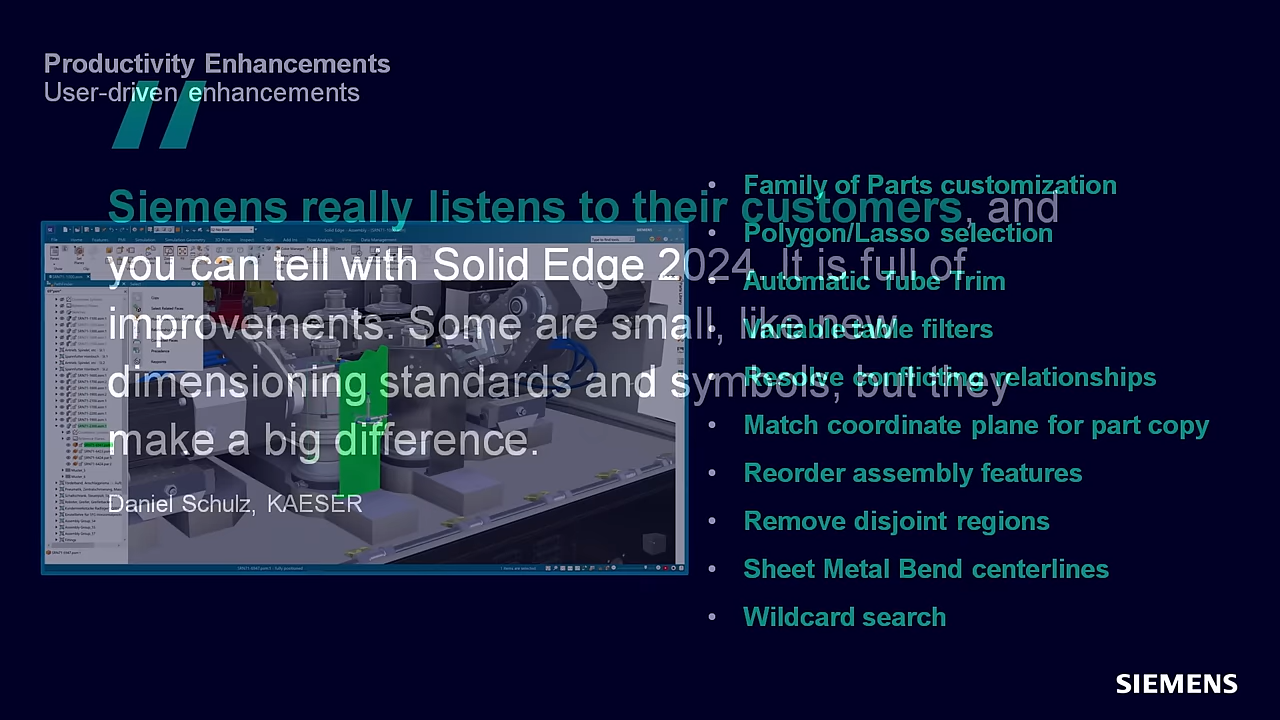 Productivity Enhancements
User-driven enhancements
Siemens really listens to their customers, and
you can tell with Solid Edge 2024. It is full of
improvements. Some are small, like new
dimensioning standards and symbols, but they
make a big difference.
Daniel Schulz, KAESER
• Family of Parts customization
• Polygon/Lasso selection
• Automatic Tube Trim
• Variable table filters
• Resolve conflicting relationships
• Match coordinate plane for part copy
• Reorder assembly features
• Remove disjoint regions
• Sheet Metal Bend centerlines
• Wildcard search
SIEMENS